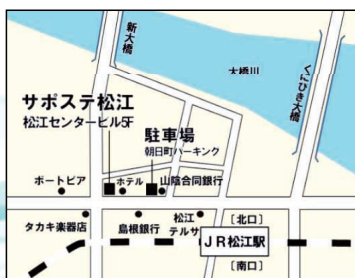 新大橋
大橋川
くにびき大橋
サポステ松江
松江センタービル5F
駐車場
朝日町パーキング
ポートピア
ホテル
山陰合同銀行
タカキ楽器店
島根銀行
松江
テルサ
[北口]
JR松江駅
[南口]